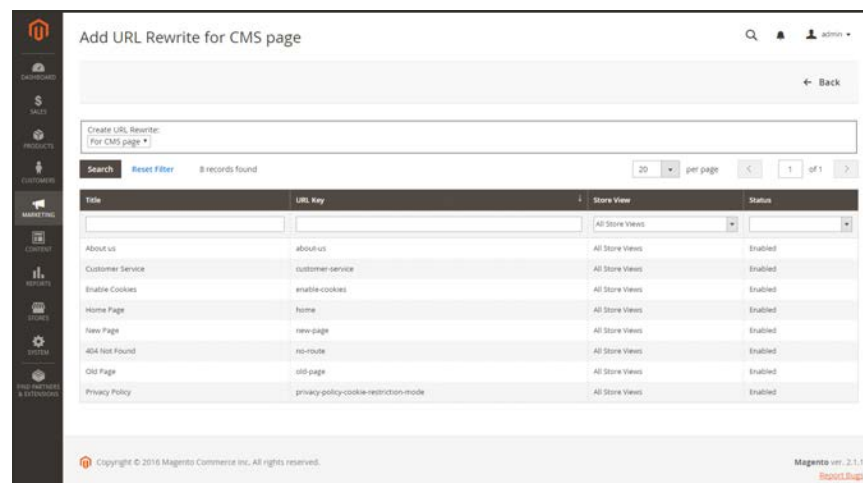 Add URL Rewrite for CMS page
admin
DASHBOARD
SALES
PRODUCTS
CUSTOMERS
MARKETING
CONTENT
REPORTS
STORES
SYSTEM
FIND PARTNERS
& EXTENSIONS
← Back
Create URL Rewrite:
For CMS page
Search Reset Filter 8 records found 20 per page 1 of 1
Title URL Key ↓ Store View Status
All Store Views
About us about-us All Store Views Enabled
Customer Service customer-service All Store Views Enabled
Enable Cookies enable-cookies All Store Views Enabled
Home Page home All Store Views Enabled
New Page new-page All Store Views Enabled
404 Not Found no-route All Store Views Enabled
Old Page old-page All Store Views Enabled
Privacy Policy privacy-policy-cookie-restriction-mode All Store Views Enabled
Copyright © 2016 Magento Commerce Inc. All rights reserved. Magento ver. 2.1.1
Report Bugs